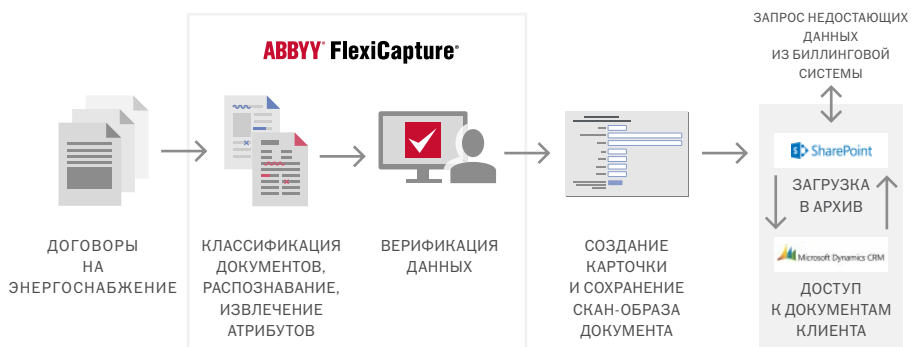 ABBYY FlexiCapture
ДОГОВОРЫ
НА
ЭНЕРГОСНАБЖЕНИЕ
КЛАССИФИКАЦИЯ
ДОКУМЕНТОВ,
РАСПОЗНАВАНИЕ,
ИЗВЛЕЧЕНИЕ
АТРИБУТОВ
ВЕРИФИКАЦИЯ
ДАННЫХ
СОЗДАНИЕ
КАРТОЧКИ
И СОХРАНЕНИЕ
СКАН-ОБРАЗА
ДОКУМЕНТА
ЗАПРОС НЕДОСТАЮЩИХ
ДАННЫХ
ИЗ БИЛЛИНГОВОЙ
СИСТЕМЫ
SharePoint
ЗАГРУЗКА
В АРХИВ
Microsoft Dynamics CRM
ДОСТУП
К ДОКУМЕНТАМ
КЛИЕНТА